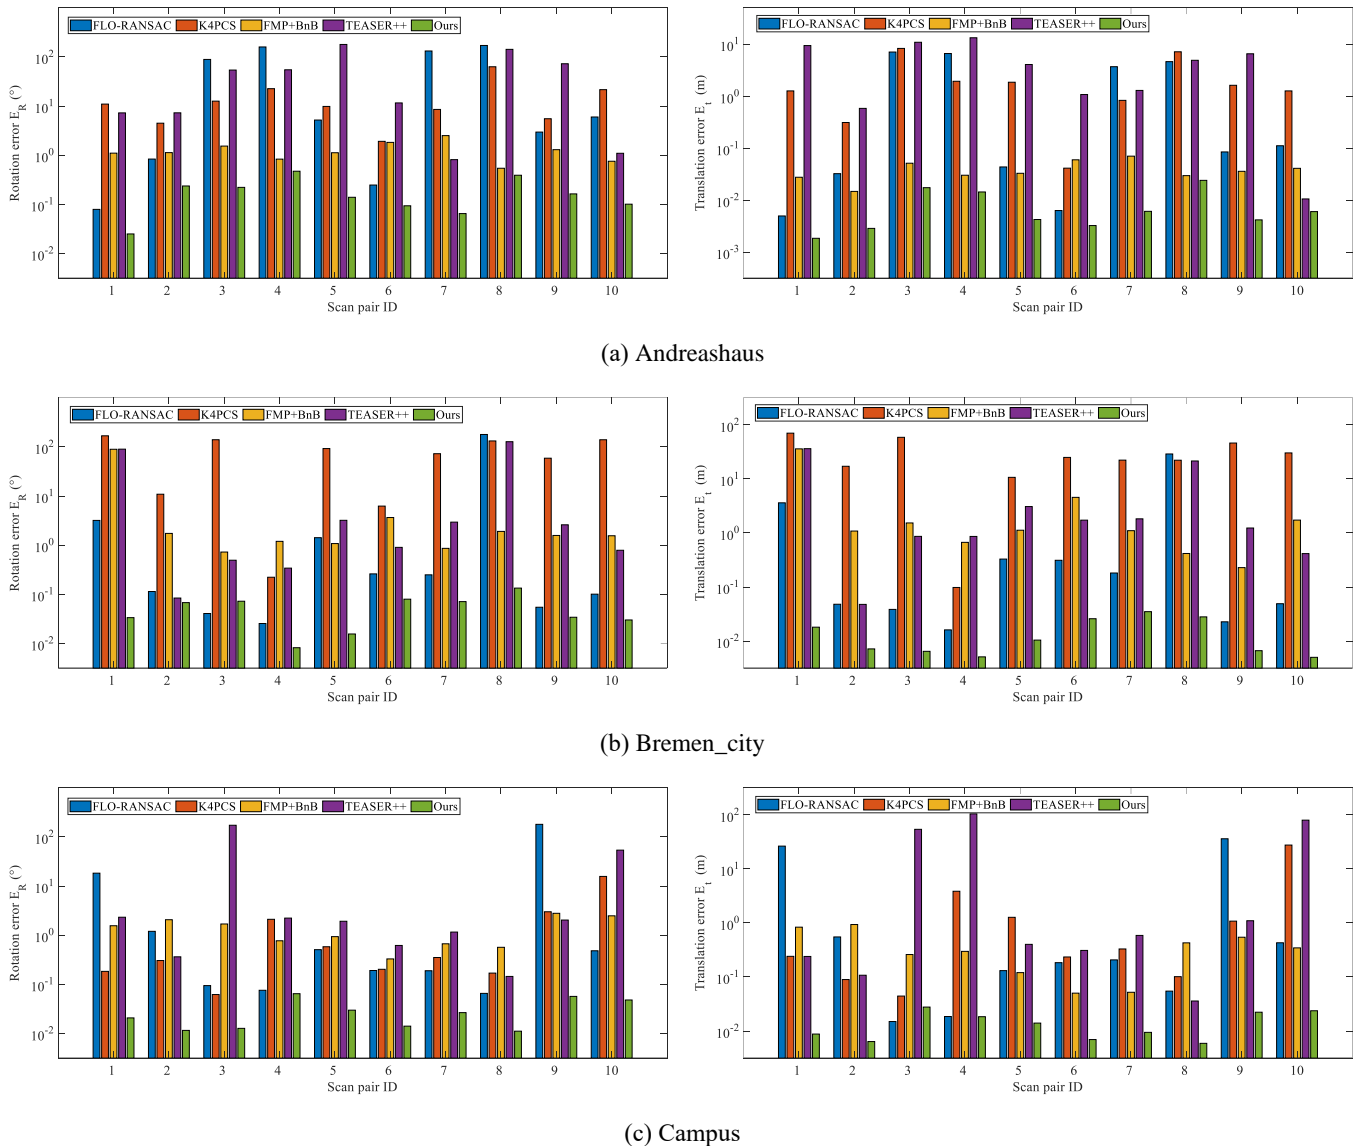 FLO-RANSAC K4PCS FMP+BnB TEASER++ Ours
Rotation error E_R (°)
10^2
10^1
10^0
10^-1
10^-2
1 2 3 4 5 6 7 8 9 10
Scan pair ID
FLO-RANSAC K4PCS FMP+BnB TEASER++ Ours
Translation error E_t (m)
10^1
10^0
10^-1
10^-2
10^-3
1 2 3 4 5 6 7 8 9 10
Scan pair ID
(a) Andreashaus
FLO-RANSAC K4PCS FMP+BnB TEASER++ Ours
Rotation error E_R (°)
10^2
10^1
10^0
10^-1
10^-2
1 2 3 4 5 6 7 8 9 10
Scan pair ID
FLO-RANSAC K4PCS FMP+BnB TEASER++ Ours
Translation error E_t (m)
10^2
10^1
10^0
10^-1
10^-2
1 2 3 4 5 6 7 8 9 10
Scan pair ID
(b) Bremen_city
FLO-RANSAC K4PCS FMP+BnB TEASER++ Ours
Rotation error E_R (°)
10^2
10^1
10^0
10^-1
10^-2
1 2 3 4 5 6 7 8 9 10
Scan pair ID
FLO-RANSAC K4PCS FMP+BnB TEASER++ Ours
Translation error E_t (m)
10^2
10^1
10^0
10^-1
10^-2
1 2 3 4 5 6 7 8 9 10
Scan pair ID
(c) Campus